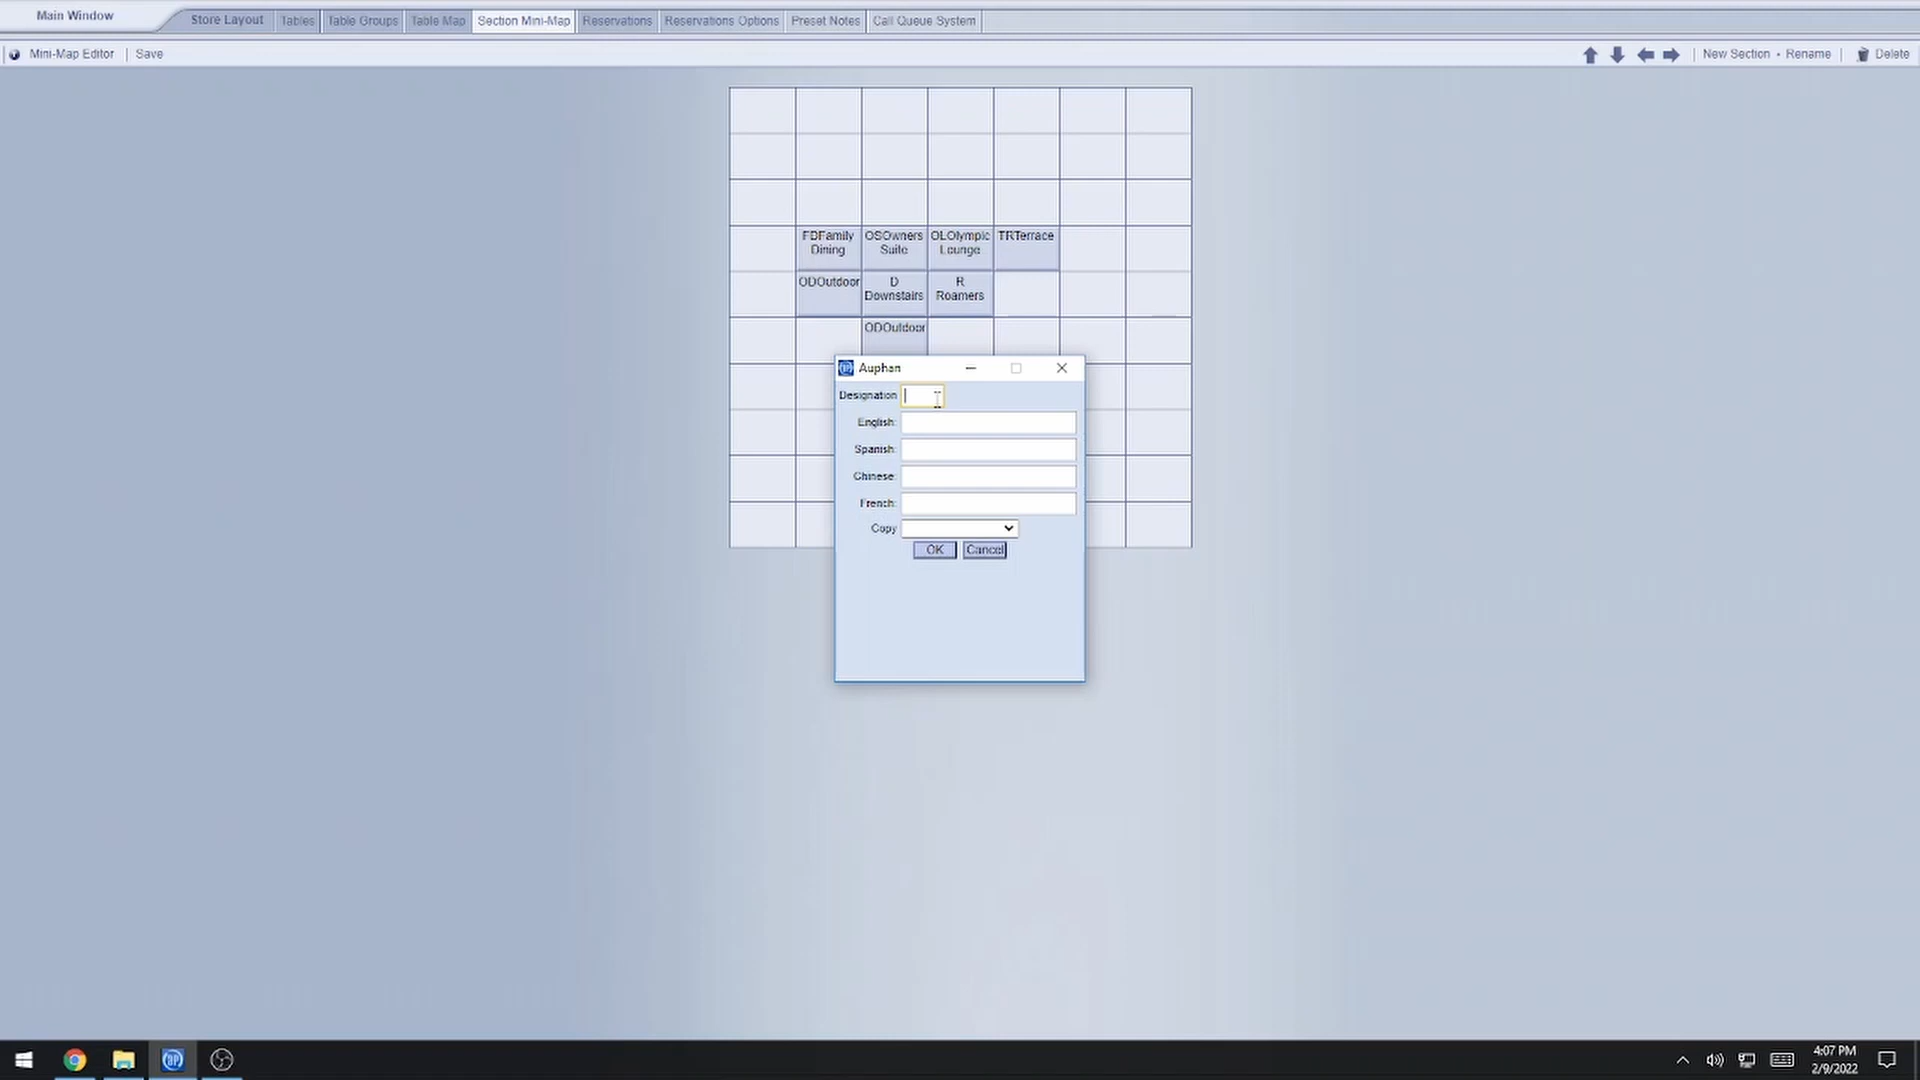 Main Window
Store Layout
Tables
Table Groups
Table Map
Section Mini-Map
Reservations
Reservations Options
Preset Notes
Call Queue System
Mini-Map Editor
Save
New Section
Rename
Delete
FDFamily
Dining
OSOwners
Suite
OLOlympic
Lounge
TRTerrace
ODOutdoor
D
Downstairs
R
Roamers
ODOutdoor
Auphan
Designation
English:
Spanish:
Chinese:
French:
Copy
OK
Cancel
4:07 PM
2/9/2022